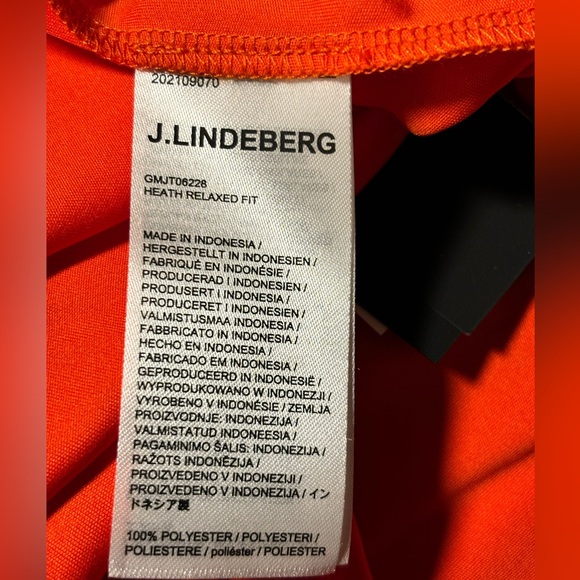 202109070
J.LINDEBERG
GMJT06228
HEATH RELAXED FIT
MADE IN INDONESIA /
HERGESTELLT IN INDONESIEN /
FABRIQUÉ EN INDONÉSIE /
PRODUCERAD I INDONESIEN /
PRODUSERT I INDONESIA /
PRODUCERET I INDONESIEN /
VALMISTUSMAA INDONESIA /
FABBRICATO IN INDONESIA /
HECHO EN INDONESIA /
FABRICADO EM INDONESIA /
GEPRODUCEERD IN INDONESIË /
WYPRODUKOWANO W INDONEZJI /
VYROBENO V INDONÉSIE / ZEMLJA
PROIZVODNJE: INDONEZIJA /
VALMISTATUD INDONEESIA /
PAGAMINIMO ŠALIS: INDONEZIJA /
RAŽOTS INDONĒZIJA /
PROIZVEDENO V INDONEZIJI /
PROIZVEDENO V INDONEZIJA / イン
ドネシア製
100% POLYESTER / POLYESTERI /
POLIESTERE / poliéster / POLIESTER